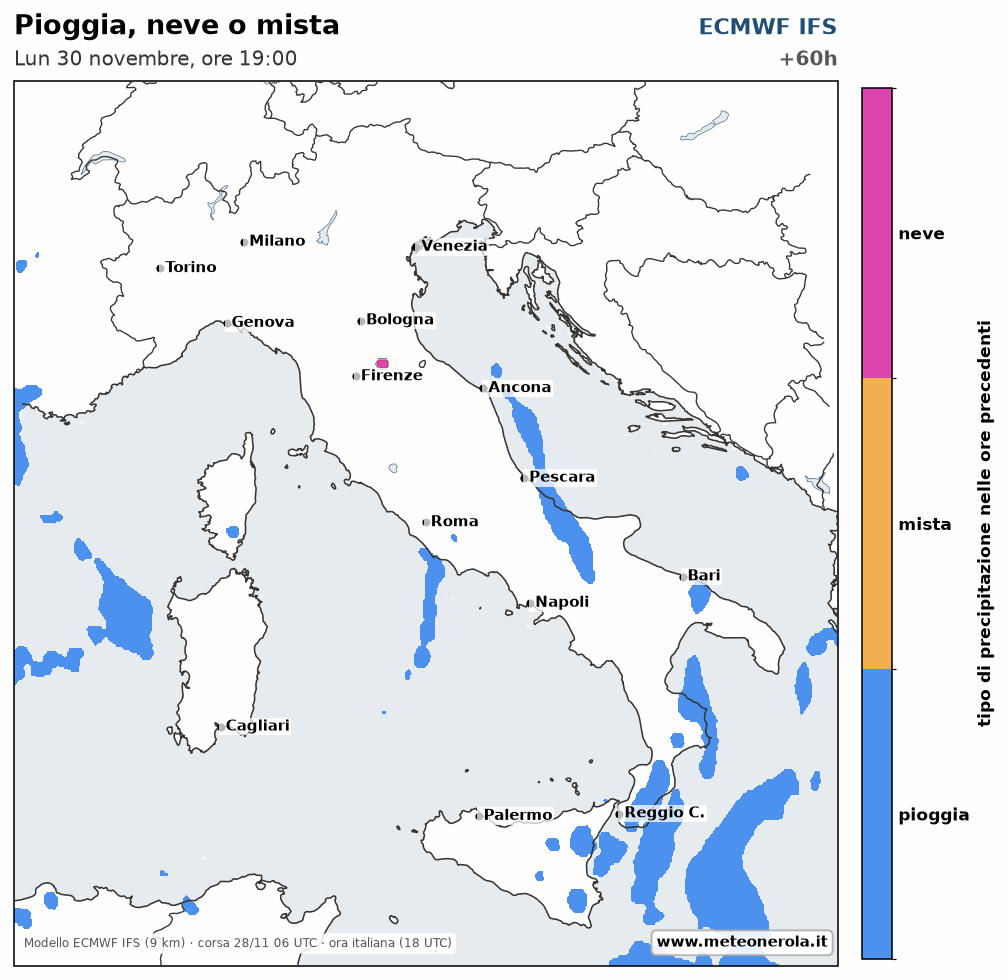 Pioggia, neve o mista
ECMWF IFS
Lun 30 novembre, ore 19:00
+60h
Milano
Venezia
Torino
Genova
Bologna
Firenze
Ancona
Pescara
Roma
Bari
Napoli
Cagliari
Palermo
Reggio C.
neve
mista
pioggia
tipo di precipitazione nelle ore precedenti
Modello ECMWF IFS (9 km) · corsa 28/11 06 UTC · ora italiana (18 UTC)
www.meteonerola.it